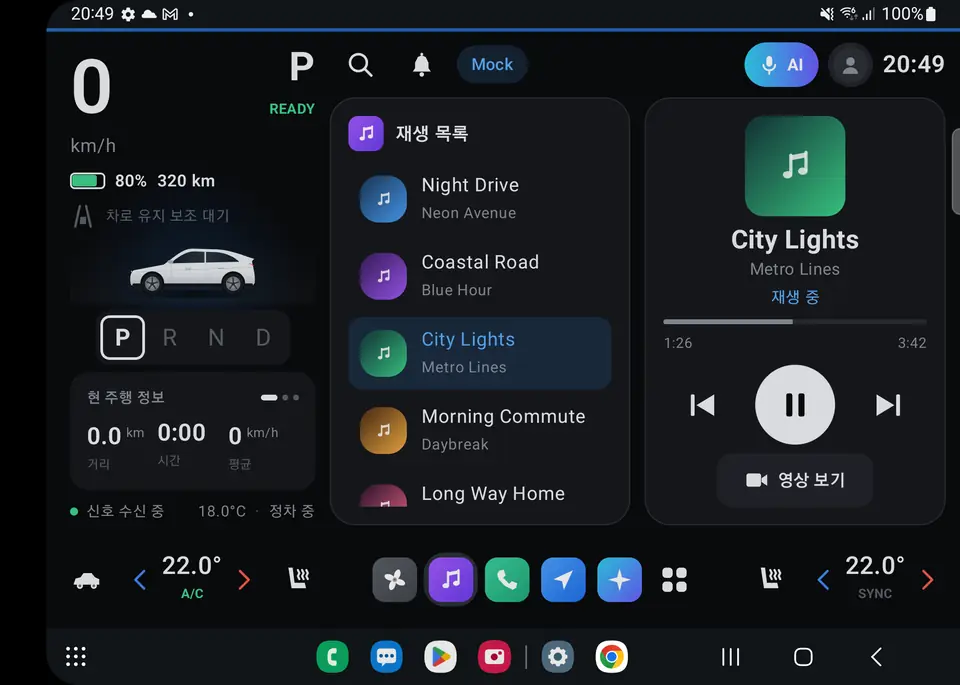 20:49
100%
0
P
READY
km/h
80% 320 km
차로 유지 보조 대기
P R N D
현 주행 정보
0.0 km 0:00 0 km/h
거리 시간 평균
신호 수신 중 18.0°C · 정차 중
Mock
AI
20:49
재생 목록
Night Drive
Neon Avenue
Coastal Road
Blue Hour
City Lights
Metro Lines
Morning Commute
Daybreak
Long Way Home
City Lights
Metro Lines
재생 중
1:26 3:42
영상 보기
22.0°
A/C
22.0°
SYNC